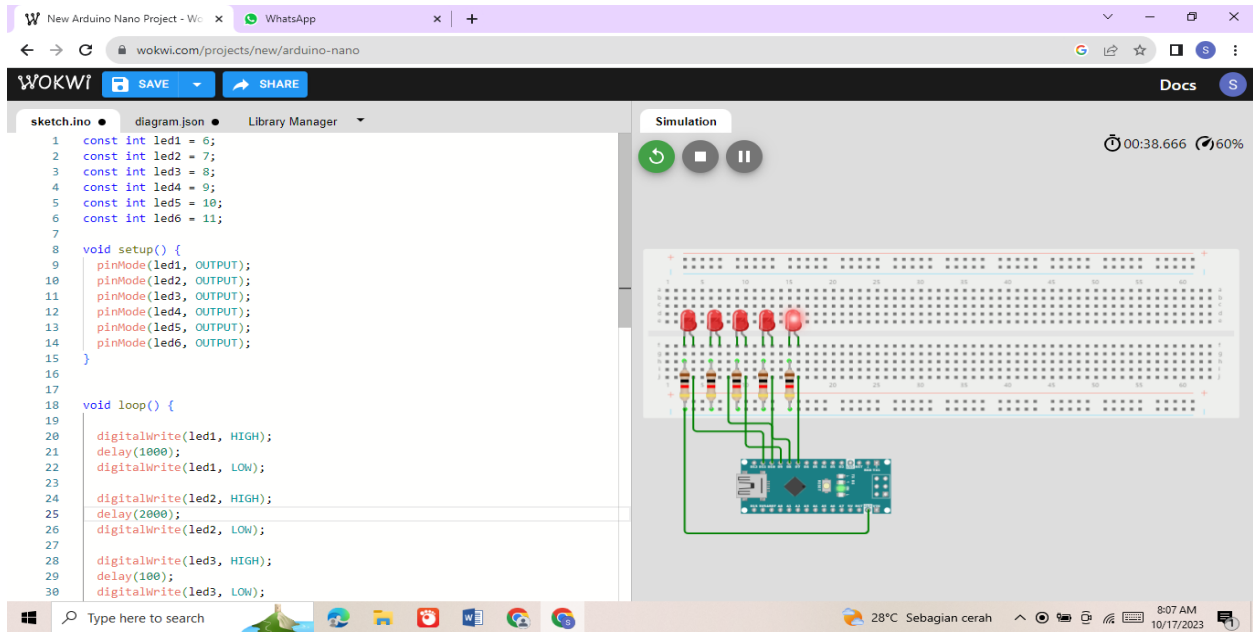 New Arduino Nano Project - Wo
WhatsApp
wokwi.com/projects/new/arduino-nano
WOKWI
SAVE
SHARE
Docs
S
sketch.ino ●
diagram.json ●
Library Manager
Simulation
00:38.666
60%
1 const int led1 = 6;
2 const int led2 = 7;
3 const int led3 = 8;
4 const int led4 = 9;
5 const int led5 = 10;
6 const int led6 = 11;
7
8 void setup() {
9 pinMode(led1, OUTPUT);
10 pinMode(led2, OUTPUT);
11 pinMode(led3, OUTPUT);
12 pinMode(led4, OUTPUT);
13 pinMode(led5, OUTPUT);
14 pinMode(led6, OUTPUT);
15 }
16
17
18 void loop() {
19
20 digitalWrite(led1, HIGH);
21 delay(1000);
22 digitalWrite(led1, LOW);
23
24 digitalWrite(led2, HIGH);
25 delay(2000);
26 digitalWrite(led2, LOW);
27
28 digitalWrite(led3, HIGH);
29 delay(100);
30 digitalWrite(led3, LOW);
Type here to search
28°C Sebagian cerah
8:07 AM
10/17/2023